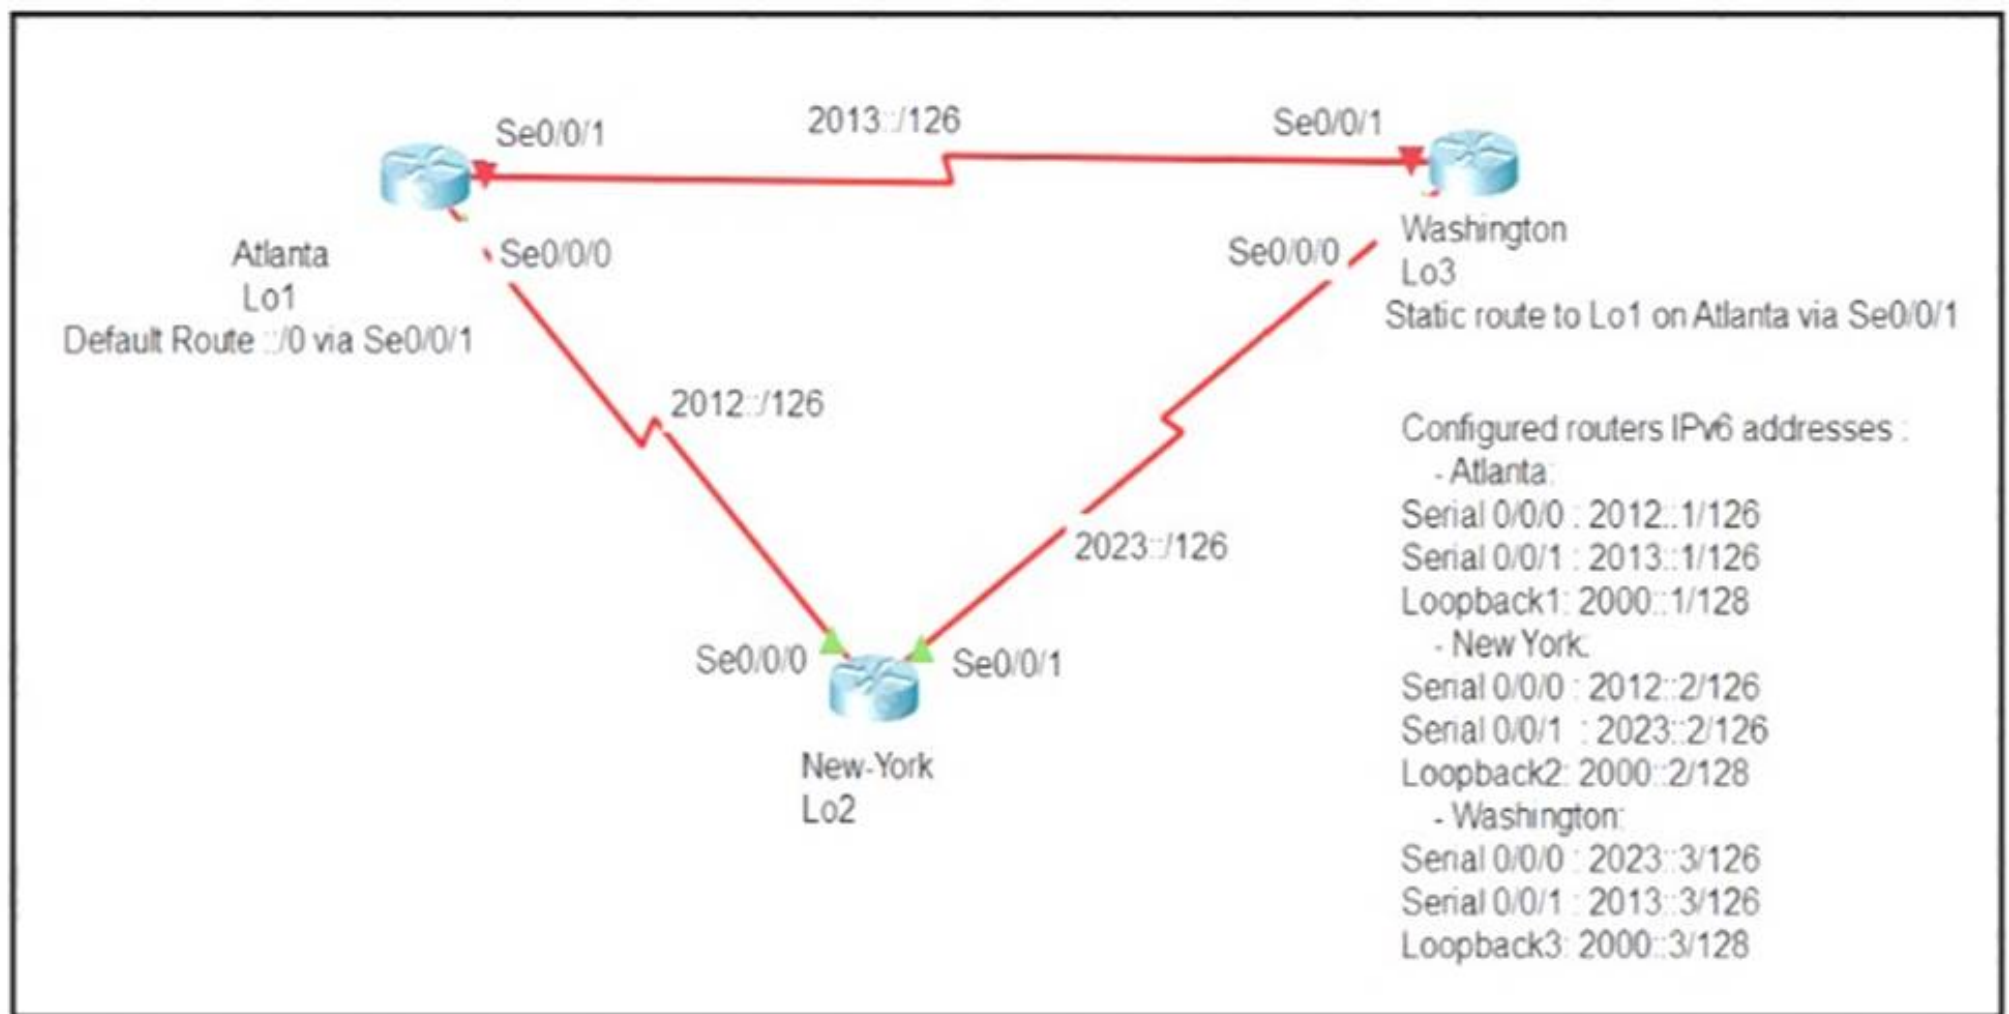 Se0/0/1
2013::/126
Se0/0/1
Atlanta
Lo1
Default Route ::/0 via Se0/0/1
Se0/0/0
Se0/0/0
Washington
Lo3
Static route to Lo1 on Atlanta via Se0/0/1
2012::/126
2023::/126
Se0/0/0
Se0/0/1
New-York
Lo2
Configured routers IPv6 addresses :
- Atlanta:
Serial 0/0/0 : 2012::1/126
Serial 0/0/1 : 2013::1/126
Loopback1: 2000::1/128
- New York:
Serial 0/0/0 : 2012::2/126
Serial 0/0/1 : 2023::2/126
Loopback2: 2000::2/128
- Washington:
Serial 0/0/0 : 2023::3/126
Serial 0/0/1 : 2013::3/126
Loopback3: 2000::3/128